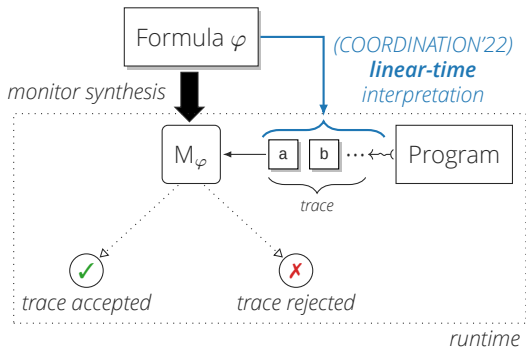 Formula φ
(COORDINATION'22)
linear-time
interpretation
monitor synthesis
Mφ
a b ...
Program
trace
✓
✗
trace accepted
trace rejected
runtime